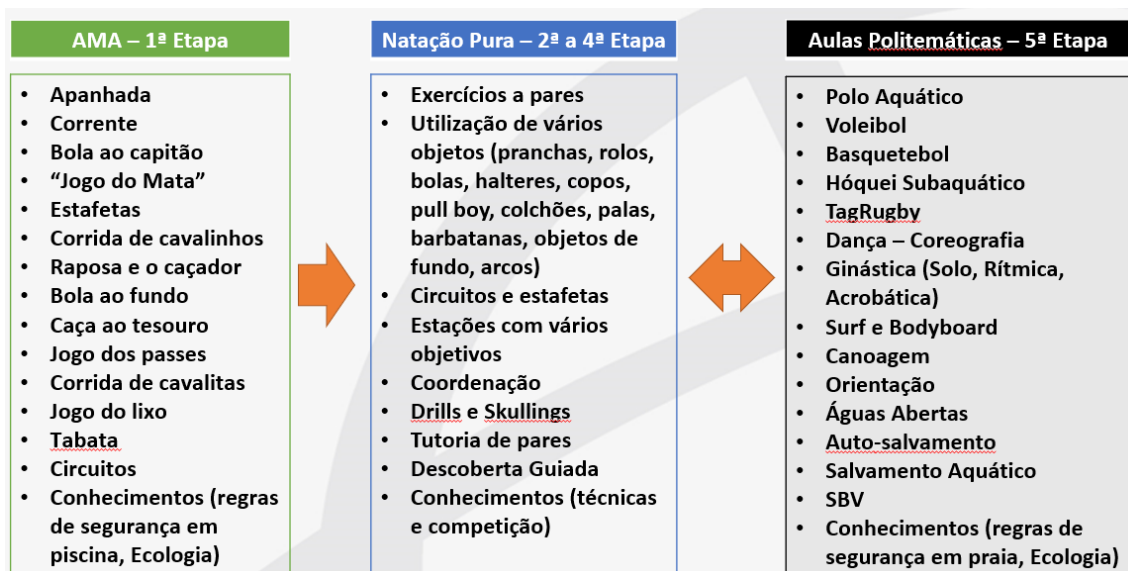 AMA – 1ª Etapa
• Apanhada
• Corrente
• Bola ao capitão
• “Jogo do Mata”
• Estafetas
• Corrida de cavalinhos
• Raposa e o caçador
• Bola ao fundo
• Caça ao tesouro
• Jogo dos passes
• Corrida de cavalitas
• Jogo do lixo
• Tabata
• Circuitos
• Conhecimentos (regras
de segurança em
piscina, Ecologia)
Natação Pura – 2ª a 4ª Etapa
• Exercícios a pares
• Utilização de vários
objetos (pranchas, rolos,
bolas, halteres, copos,
pull boy, colchões, palas,
barbatanas, objetos de
fundo, arcos)
• Circuitos e estafetas
• Estações com vários
objetivos
• Coordenação
• Drills e Skullings
• Tutoria de pares
• Descoberta Guiada
• Conhecimentos (técnicas
e competição)
Aulas Politemáticas – 5ª Etapa
• Polo Aquático
• Voleibol
• Basquetebol
• Hóquei Subaquático
• TagRugby
• Dança – Coreografia
• Ginástica (Solo, Rítmica,
Acrobática)
• Surf e Bodyboard
• Canoagem
• Orientação
• Águas Abertas
• Auto-salvamento
• Salvamento Aquático
• SBV
• Conhecimentos (regras de
segurança em praia, Ecologia)